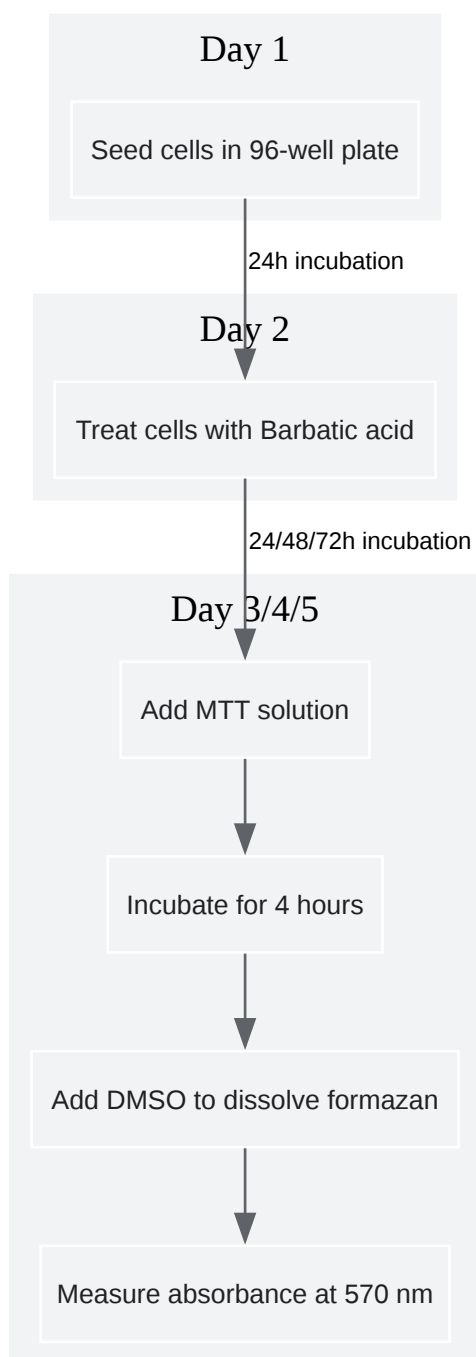 Day 1
Seed cells in 96-well plate
24h incubation
Day 2
Treat cells with Barbatic acid
24/48/72h incubation
Day 3/4/5
Add MTT solution
Incubate for 4 hours
Add DMSO to dissolve formazan
Measure absorbance at 570 nm